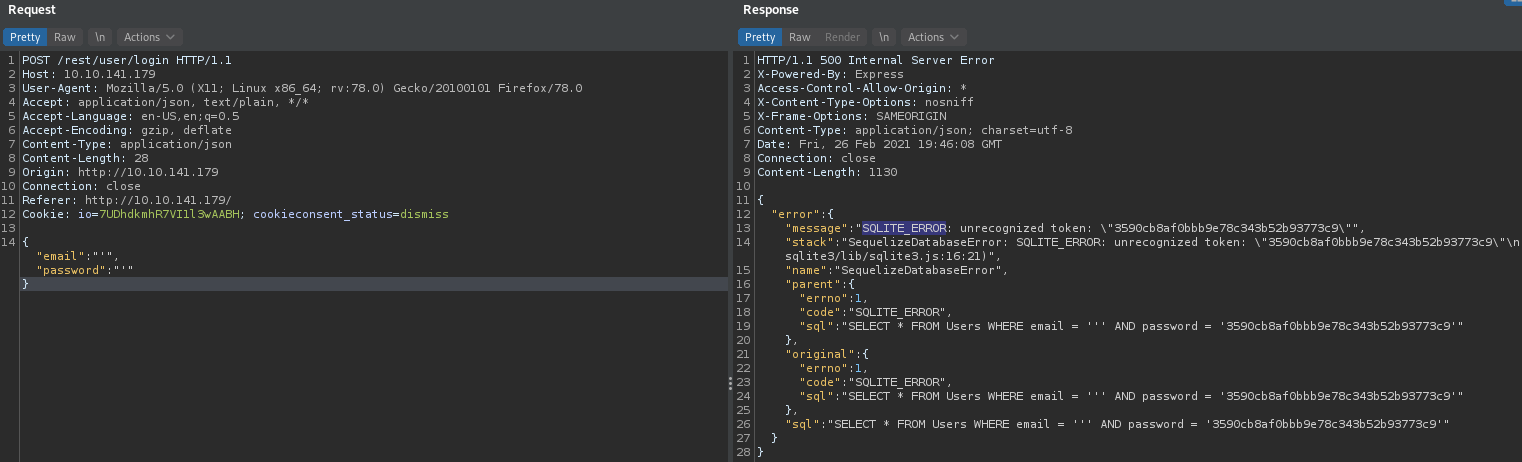 Request
Pretty Raw \n Actions
1 POST /rest/user/login HTTP/1.1
2 Host: 10.10.141.179
3 User-Agent: Mozilla/5.0 (X11; Linux x86_64; rv:78.0) Gecko/20100101 Firefox/78.0
4 Accept: application/json, text/plain, */*
5 Accept-Language: en-US,en;q=0.5
6 Accept-Encoding: gzip, deflate
7 Content-Type: application/json
8 Content-Length: 28
9 Origin: http://10.10.141.179
10 Connection: close
11 Referer: http://10.10.141.179/
12 Cookie: io=7UDhdkmhR7VI1l3wAABH; cookieconsent_status=dismiss
13
14 {
"email":"'",
"password":"'"
}
Response
Pretty Raw Render \n Actions
1 HTTP/1.1 500 Internal Server Error
2 X-Powered-By: Express
3 Access-Control-Allow-Origin: *
4 X-Content-Type-Options: nosniff
5 X-Frame-Options: SAMEORIGIN
6 Content-Type: application/json; charset=utf-8
7 Date: Fri, 26 Feb 2021 19:46:08 GMT
8 Connection: close
9 Content-Length: 1130
10
11 {
12 "error":{
13 "message":"SQLITE_ERROR: unrecognized token: \"3590cb8af0bbb9e78c343b52b93773c9\"",
14 "stack":"SequelizeDatabaseError: SQLITE_ERROR: unrecognized token: \"3590cb8af0bbb9e78c343b52b93773c9\"\n
sqlite3/lib/sqlite3.js:16:21)",
15 "name":"SequelizeDatabaseError",
16 "parent":{
17 "errno":1,
18 "code":"SQLITE_ERROR",
19 "sql":"SELECT * FROM Users WHERE email = ''' AND password = '3590cb8af0bbb9e78c343b52b93773c9'"
20 },
21 "original":{
22 "errno":1,
23 "code":"SQLITE_ERROR",
24 "sql":"SELECT * FROM Users WHERE email = ''' AND password = '3590cb8af0bbb9e78c343b52b93773c9'"
25 },
26 "sql":"SELECT * FROM Users WHERE email = ''' AND password = '3590cb8af0bbb9e78c343b52b93773c9'"
27 }
28 }